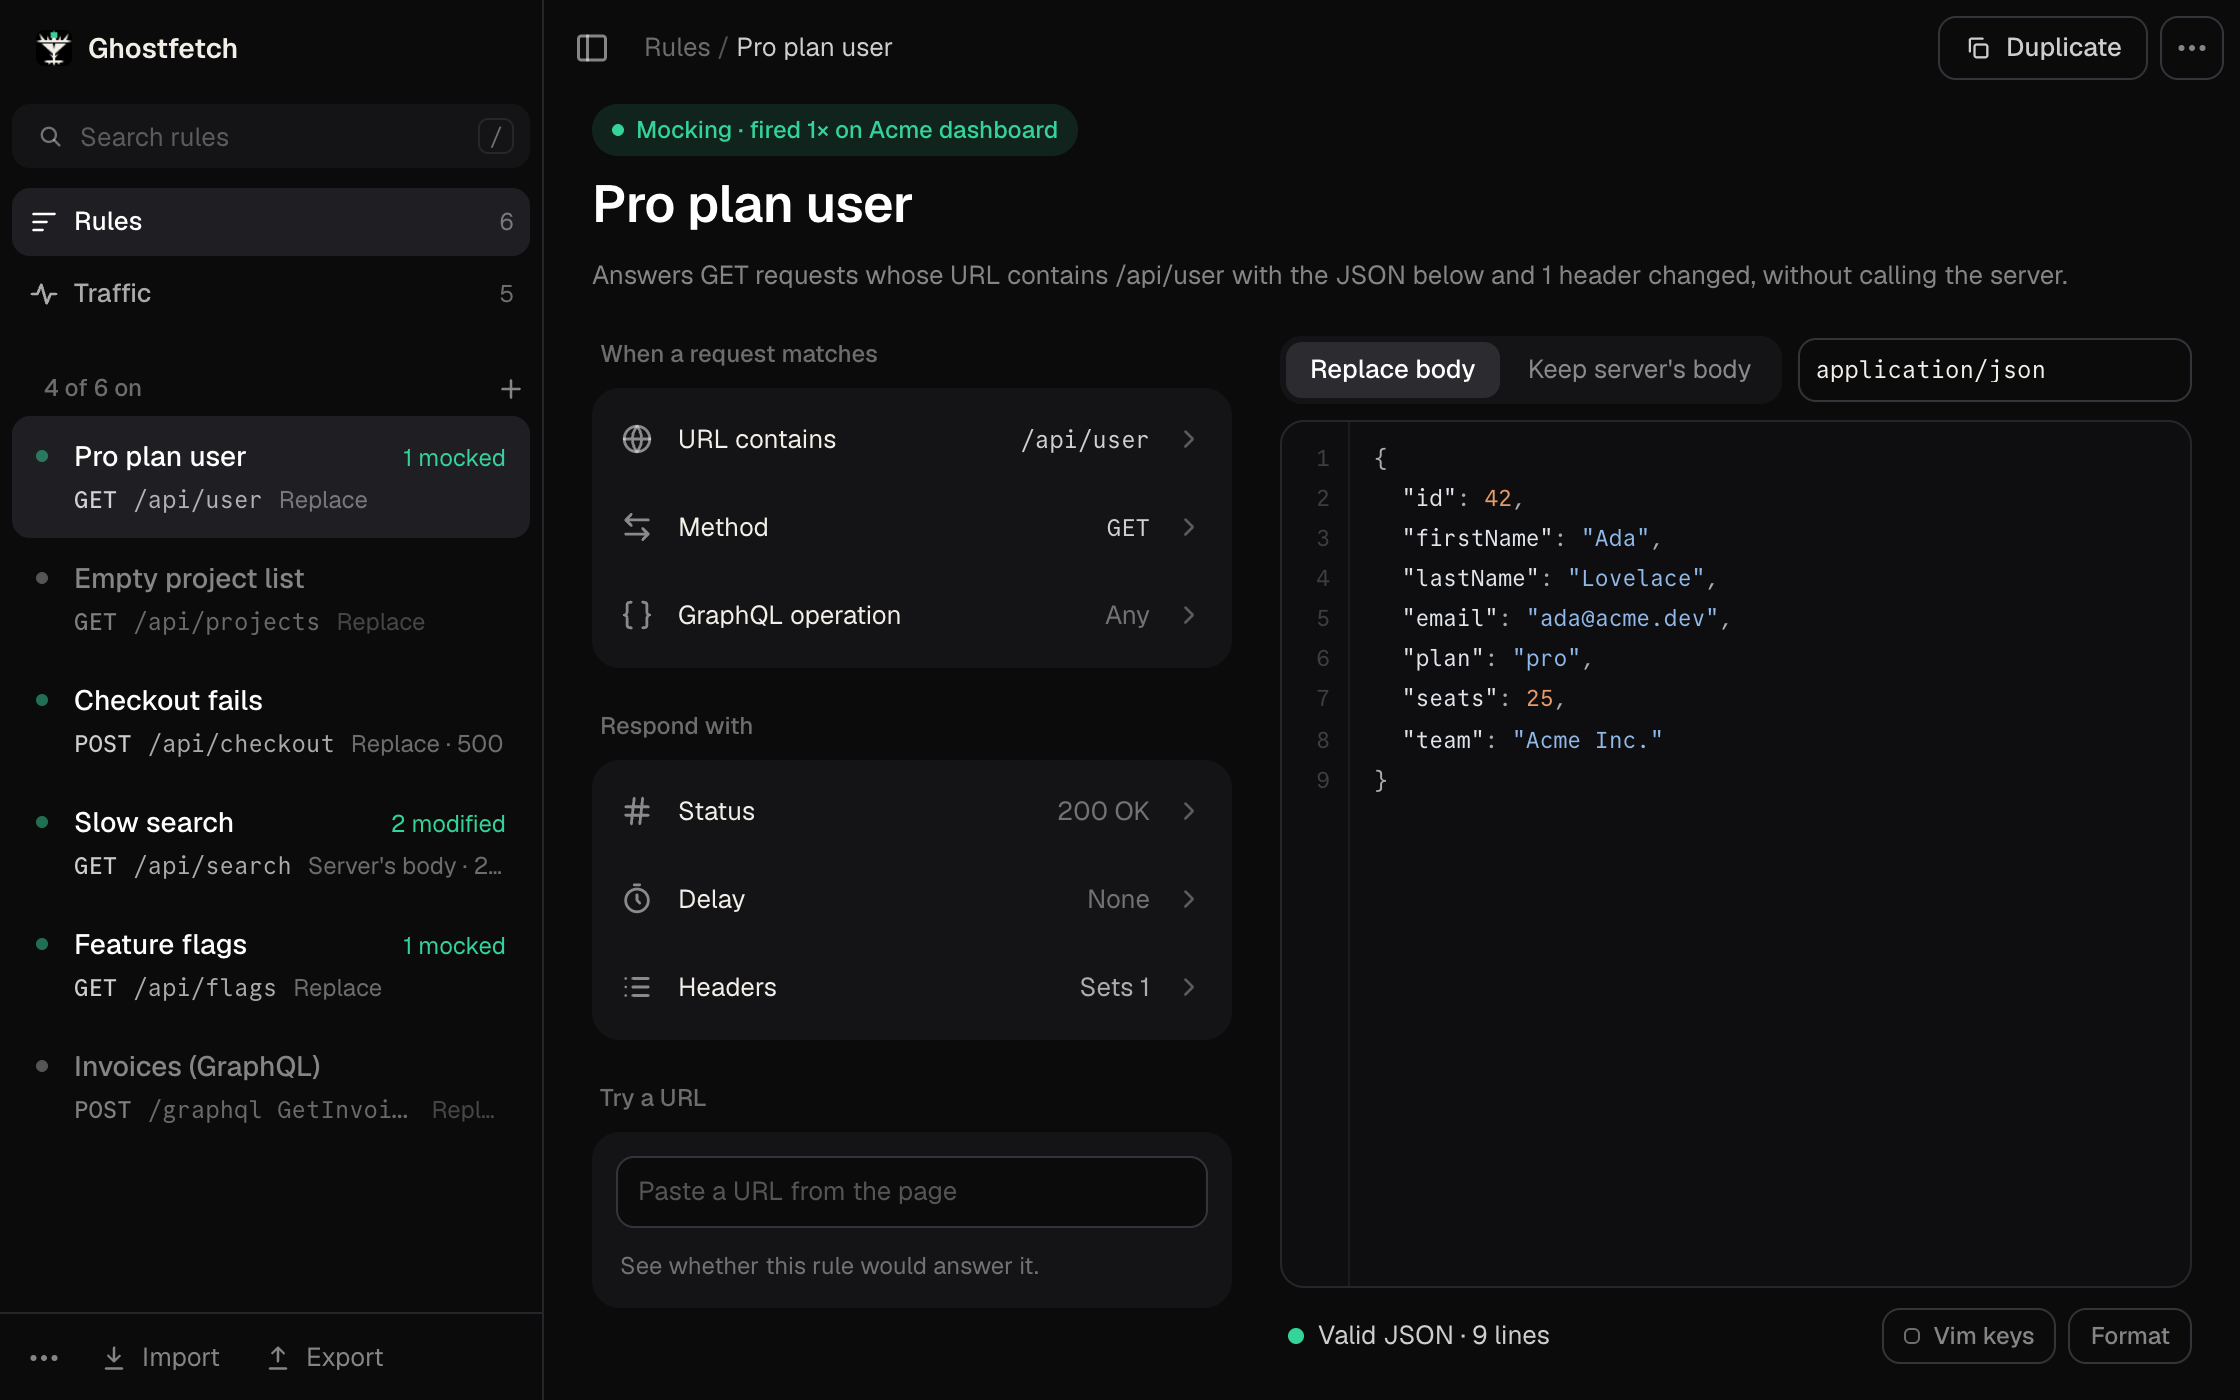 Ghostfetch
Search rules /
Rules 6
Traffic 5
4 of 6 on
Pro plan user 1 mocked
GET /api/user Replace
Empty project list
GET /api/projects Replace
Checkout fails
POST /api/checkout Replace · 500
Slow search 2 modified
GET /api/search Server's body · 2…
Feature flags 1 mocked
GET /api/flags Replace
Invoices (GraphQL)
POST /graphql GetInvoi… Repl…
Import Export
Rules / Pro plan user
Duplicate
Mocking · fired 1× on Acme dashboard
Pro plan user
Answers GET requests whose URL contains /api/user with the JSON below and 1 header changed, without calling the server.
When a request matches
URL contains /api/user
Method GET
GraphQL operation Any
Respond with
Status 200 OK
Delay None
Headers Sets 1
Try a URL
Paste a URL from the page
See whether this rule would answer it.
Replace body Keep server's body application/json
1 {
2 "id": 42,
3 "firstName": "Ada",
4 "lastName": "Lovelace",
5 "email": "ada@acme.dev",
6 "plan": "pro",
7 "seats": 25,
8 "team": "Acme Inc."
9 }
Valid JSON · 9 lines
Vim keys Format